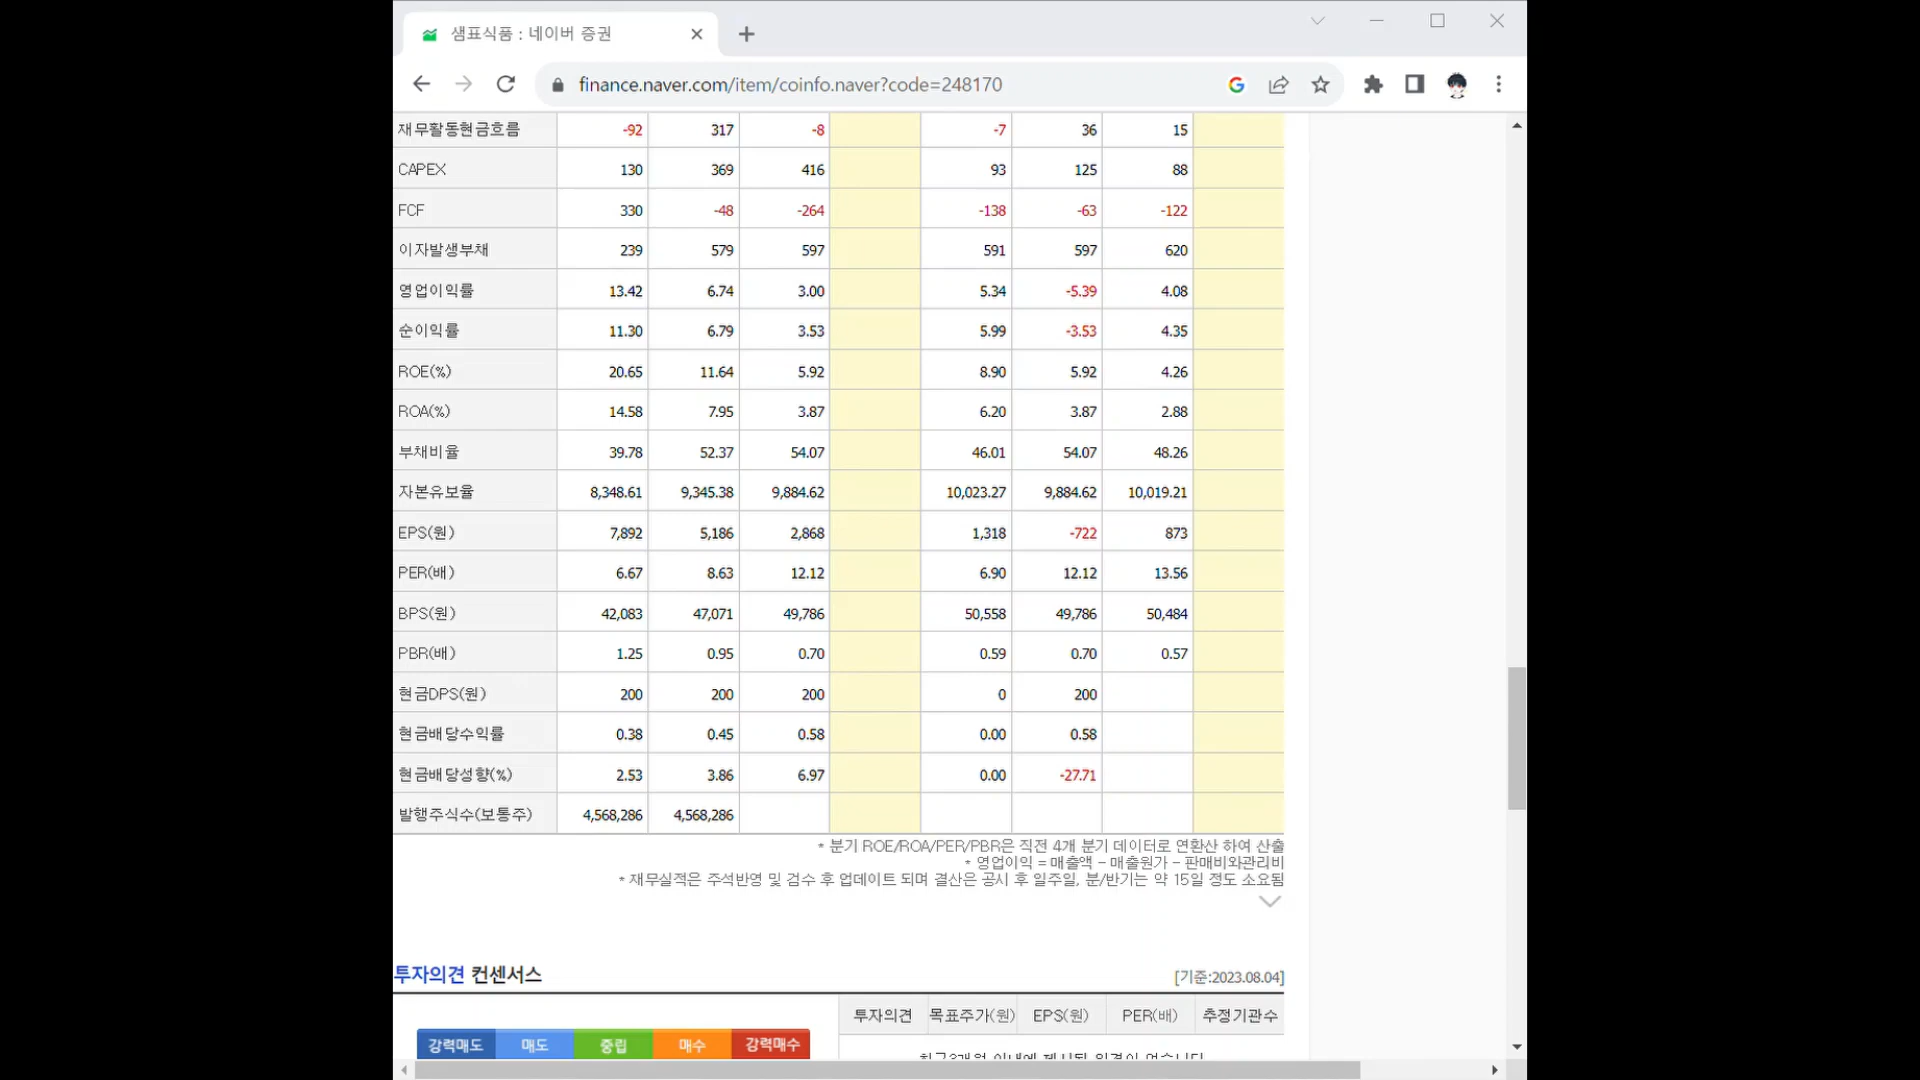 샘표식품 : 네이버 증권
finance.naver.com/item/coinfo.naver?code=248170
재무활동현금흐름 -92 317 -8 -7 36 15
CAPEX 130 369 416 93 125 88
FCF 330 -48 -264 -138 -63 -122
이자발생부채 239 579 597 591 597 620
영업이익률 13.42 6.74 3.00 5.34 -5.39 4.08
순이익률 11.30 6.79 3.53 5.99 -3.53 4.35
ROE(%) 20.65 11.64 5.92 8.90 5.92 4.26
ROA(%) 14.58 7.95 3.87 6.20 3.87 2.88
부채비율 39.78 52.37 54.07 46.01 54.07 48.26
자본유보율 8,348.61 9,345.38 9,884.62 10,023.27 9,884.62 10,019.21
EPS(원) 7,892 5,186 2,868 1,318 -722 873
PER(배) 6.67 8.63 12.12 6.90 12.12 13.56
BPS(원) 42,083 47,071 49,786 50,558 49,786 50,484
PBR(배) 1.25 0.95 0.70 0.59 0.70 0.57
현금DPS(원) 200 200 200 0 200
현금배당수익률 0.38 0.45 0.58 0.00 0.58
현금배당성향(%) 2.53 3.86 6.97 0.00 -27.71
발행주식수(보통주) 4,568,286 4,568,286
* 분기 ROE/ROA/PER/PBR은 직전 4개 분기 데이터로 연환산 하여 산출
* 영업이익 = 매출액 - 매출원가 - 판매비와관리비
* 재무실적은 주석반영 및 검수 후 업데이트 되며 결산은 공시 후 일주일, 분/반기는 약 15일 정도 소요됨
투자의견 컨센서스 [기준:2023.08.04]
투자의견 목표주가(원) EPS(원) PER(배) 추정기관수
강력매도 매도 중립 매수 강력매수